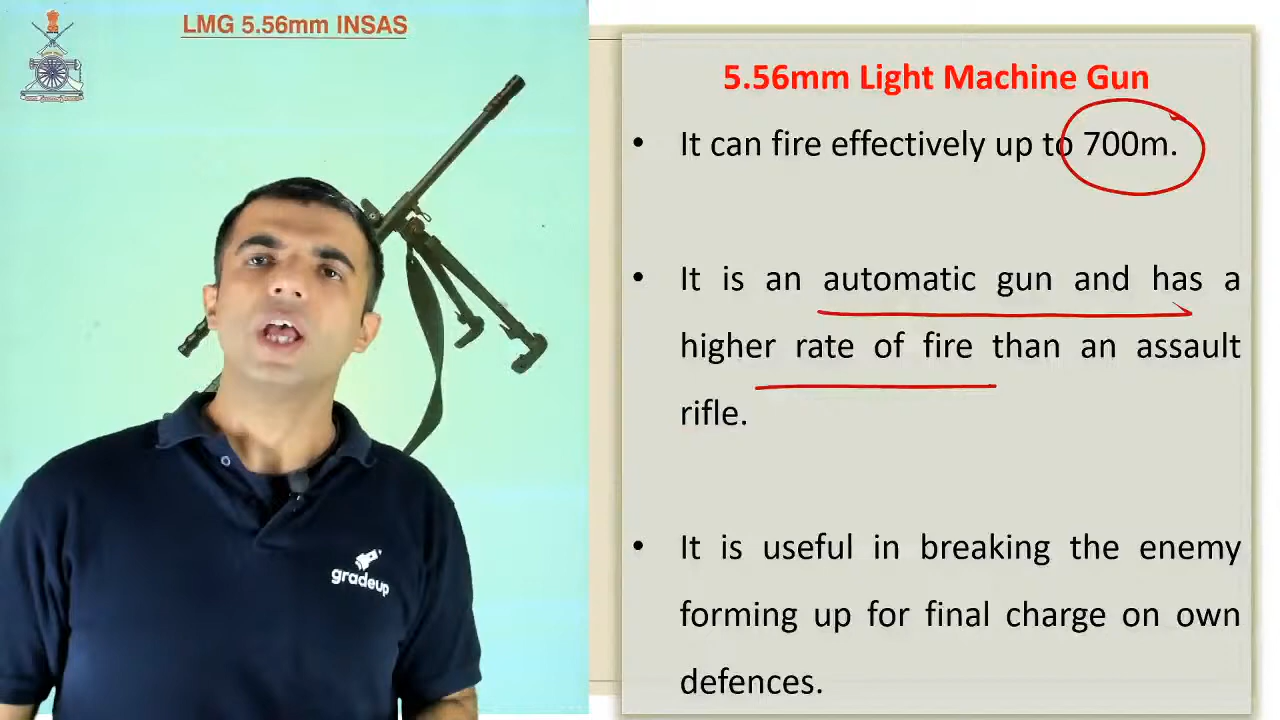 LMG 5.56mm INSAS
5.56mm Light Machine Gun
• It can fire effectively up to 700m.
• It is an automatic gun and has a
higher rate of fire than an assault
rifle.
• It is useful in breaking the enemy
forming up for final charge on own
defences.
gradeup